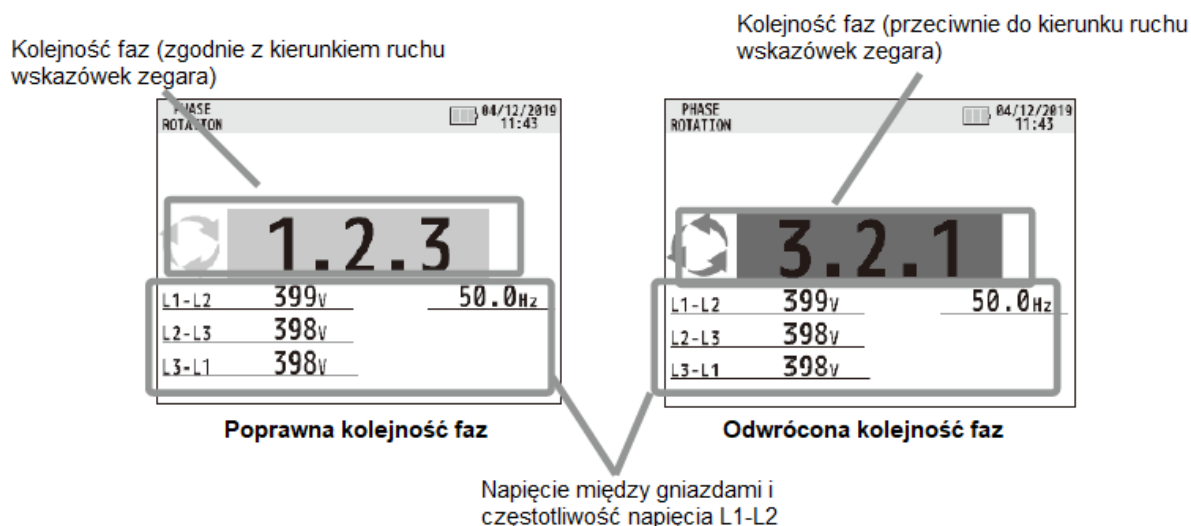 Kolejność faz (zgodnie z kierunkiem ruchu
wskazówek zegara)
Kolejność faz (przeciwnie do kierunku ruchu
wskazówek zegara)
PHASE
ROTATION
04/12/2019
11:43
1.2.3
L1-L2 399V 50.0Hz
L2-L3 398V
L3-L1 398V
Poprawna kolejność faz
PHASE
ROTATION
04/12/2019
11:43
3.2.1
L1-L2 399V 50.0Hz
L2-L3 398V
L3-L1 398V
Odwrócona kolejność faz
Napięcie między gniazdami i
częstotliwość napięcia L1-L2